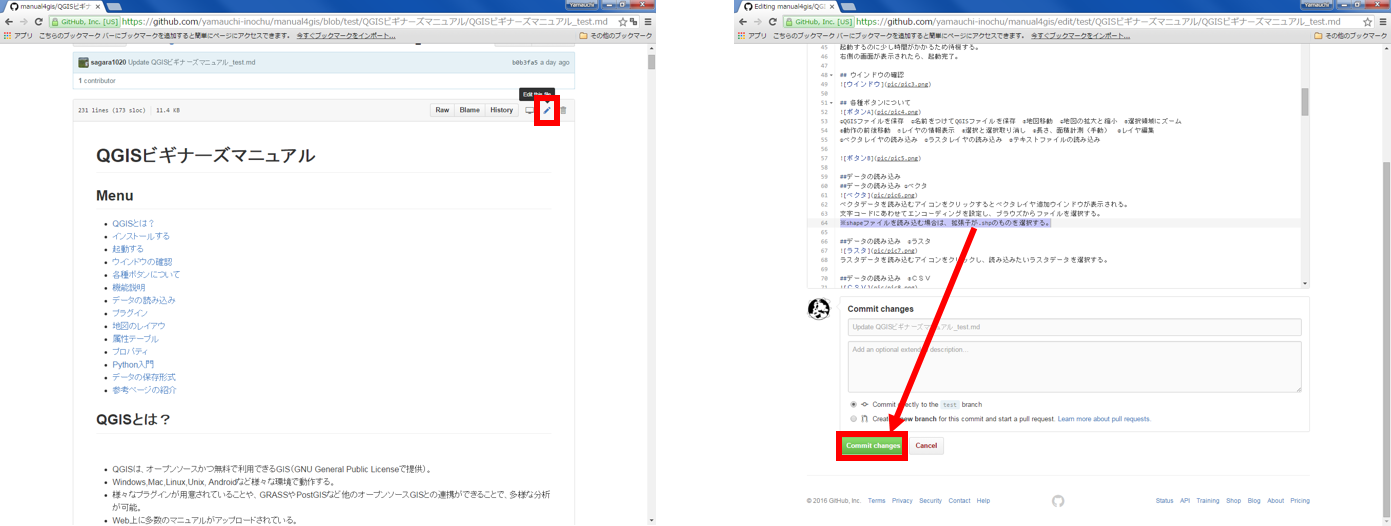 manual4gis/QGISビギナ
Yamauchi
GitHub, Inc. [US] https://github.com/yamauchi-inochu/manual4gis/blob/test/QGISビギナーズマニュアル/QGISビギナーズマニュアル_test.md
アプリ こちらのブックマーク バーにブックマークを追加すると簡単にページにアクセスできます。 今すぐブックマークをインポート... その他のブックマーク
sagara1020 Update QGISビギナーズマニュアル_test.md b0b3fa5 a day ago
1 contributor
Edit this file
231 lines (173 sloc) 11.4 KB Raw Blame History
QGISビギナーズマニュアル
Menu
QGISとは？
インストールする
起動する
ウインドウの確認
各種ボタンについて
機能説明
データの読み込み
プラグイン
地図のレイアウ
属性テーブル
プロパティ
Python入門
データの保存形式
参考ページの紹介
QGISとは？
QGISは、オープンソースかつ無料で利用できるGIS（GNU General Public Licenseで提供）。
Windows,Mac,Linux,Unix, Androidなど様々な環境で動作する。
様々なプラグインが用意されていることや、GRASSやPostGISなど他のオープンソースGISとの連携ができることで、多様な分析
が可能。
Web上に多数のマニュアルがアップロードされている。
Editing manual4gis/QGI
Yamauchi
GitHub, Inc. [US] https://github.com/yamauchi-inochu/manual4gis/edit/test/QGISビギナーズマニュアル/QGISビギナーズマニュアル_test.md
アプリ こちらのブックマーク バーにブックマークを追加すると簡単にページにアクセスできます。 今すぐブックマークをインポート... その他のブックマーク
45 起動するのに少し時間がかかるため待機する。
46 右側の画面が表示されたら、起動完了。
47
48 ## ウインドウの確認
49 ![ウインドウ](pic/pic3.png)
50
51 ## 各種ボタンについて
52 ![ボタンA](pic/pic4.png)
53 QGISファイルを保存 名前をつけてQGISファイルを保存 地図移動 地図の拡大と縮小 選択領域にズーム
54 動作の前後移動 レイヤの情報表示 選択と選択取り消し 長さ、面積計測（手動） レイヤ編集
55 ベクタレイヤの読み込み ラスタレイヤの読み込み テキストファイルの読み込み
56
57 ![ボタンB](pic/pic5.png)
58
59 ##データの読み込み
60 ##データの読み込み ベクタ
61 ![ベクタ](pic/pic6.png)
62 ベクタデータを読み込むアイコンをクリックするとベクタレイヤ追加ウインドウが表示される。
63 文字コードにあわせてエンコーディングを設定し、ブラウズからファイルを選択する。
64 ※shapeファイルを読み込む場合は、拡張子が.shpのものを選択する。
65
66 ##データの読み込み ラスタ
67 ![ラスタ](pic/pic7.png)
68 ラスタデータを読み込むアイコンをクリックし、読み込みたいラスタデータを選択する。
69
70 ##データの読み込み ＣＳＶ
Commit changes
Update QGISビギナーズマニュアル_test.md
Add an optional extended description...
Commit directly to the test branch
Create new branch for this commit and start a pull request. Learn more about pull requests.
Commit changes Cancel
© 2016 GitHub, Inc. Terms Privacy Security Contact Help Status API Training Shop Blog About Pricing